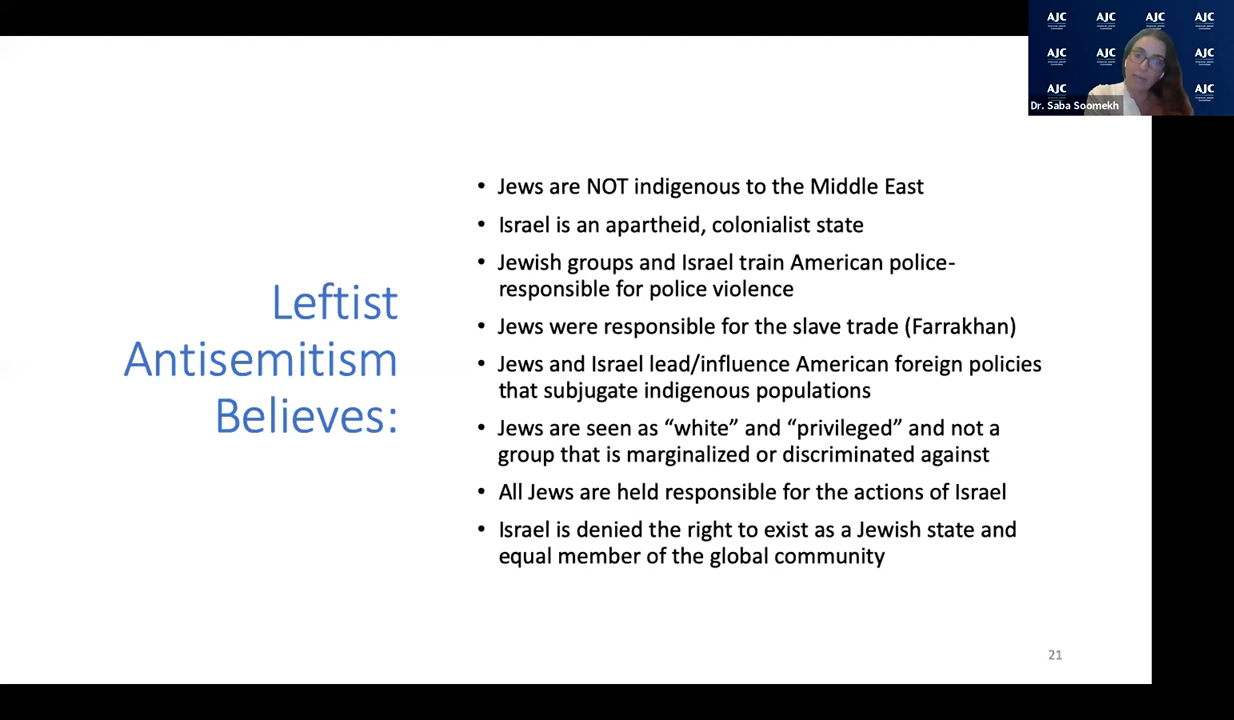 Leftist
Antisemitism
Believes:
• Jews are NOT indigenous to the Middle East
• Israel is an apartheid, colonialist state
• Jewish groups and Israel train American police-
responsible for police violence
• Jews were responsible for the slave trade (Farrakhan)
• Jews and Israel lead/influence American foreign policies
that subjugate indigenous populations
• Jews are seen as “white” and “privileged” and not a
group that is marginalized or discriminated against
• All Jews are held responsible for the actions of Israel
• Israel is denied the right to exist as a Jewish state and
equal member of the global community
21
AJC AJC AJC AJC
AJC AJC AJC
AJC AJC
Dr. Saba Soomekh